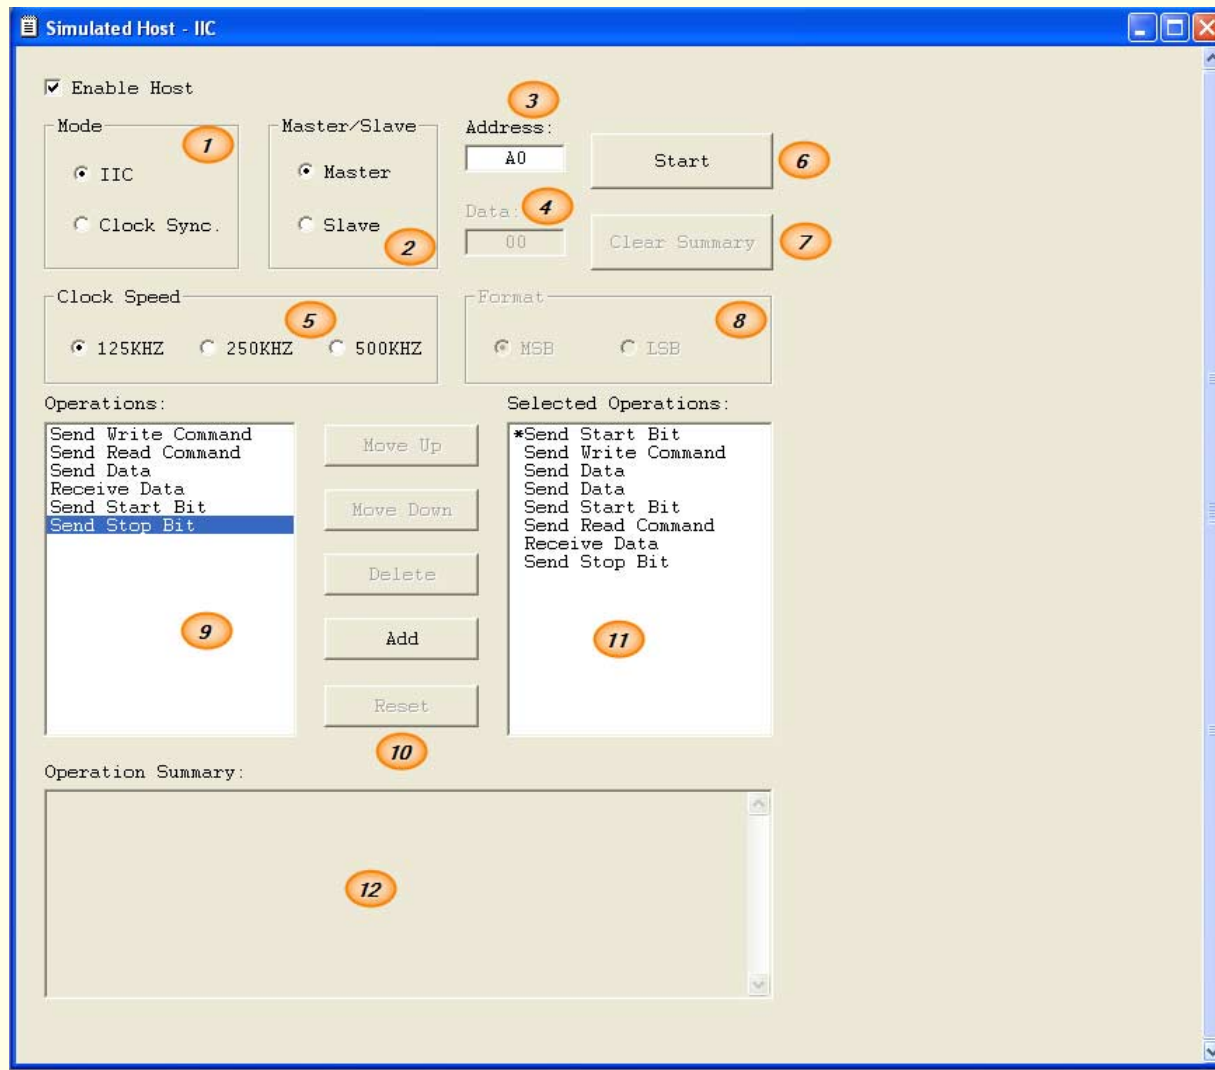 Simulated Host - IIC
Enable Host
Mode
1
IIC
Clock Sync.
Master/Slave
Master
Slave
2
3
Address:
A0
Data:
4
00
Start
6
Clear Summary
7
Clock Speed
5
125KHZ
250KHZ
500KHZ
Format
8
MSB
LSB
Operations:
Send Write Command
Send Read Command
Send Data
Receive Data
Send Start Bit
Send Stop Bit
9
Move Up
Move Down
Delete
Add
Reset
10
Selected Operations:
*Send Start Bit
Send Write Command
Send Data
Send Data
Send Start Bit
Send Read Command
Receive Data
Send Stop Bit
11
Operation Summary:
12